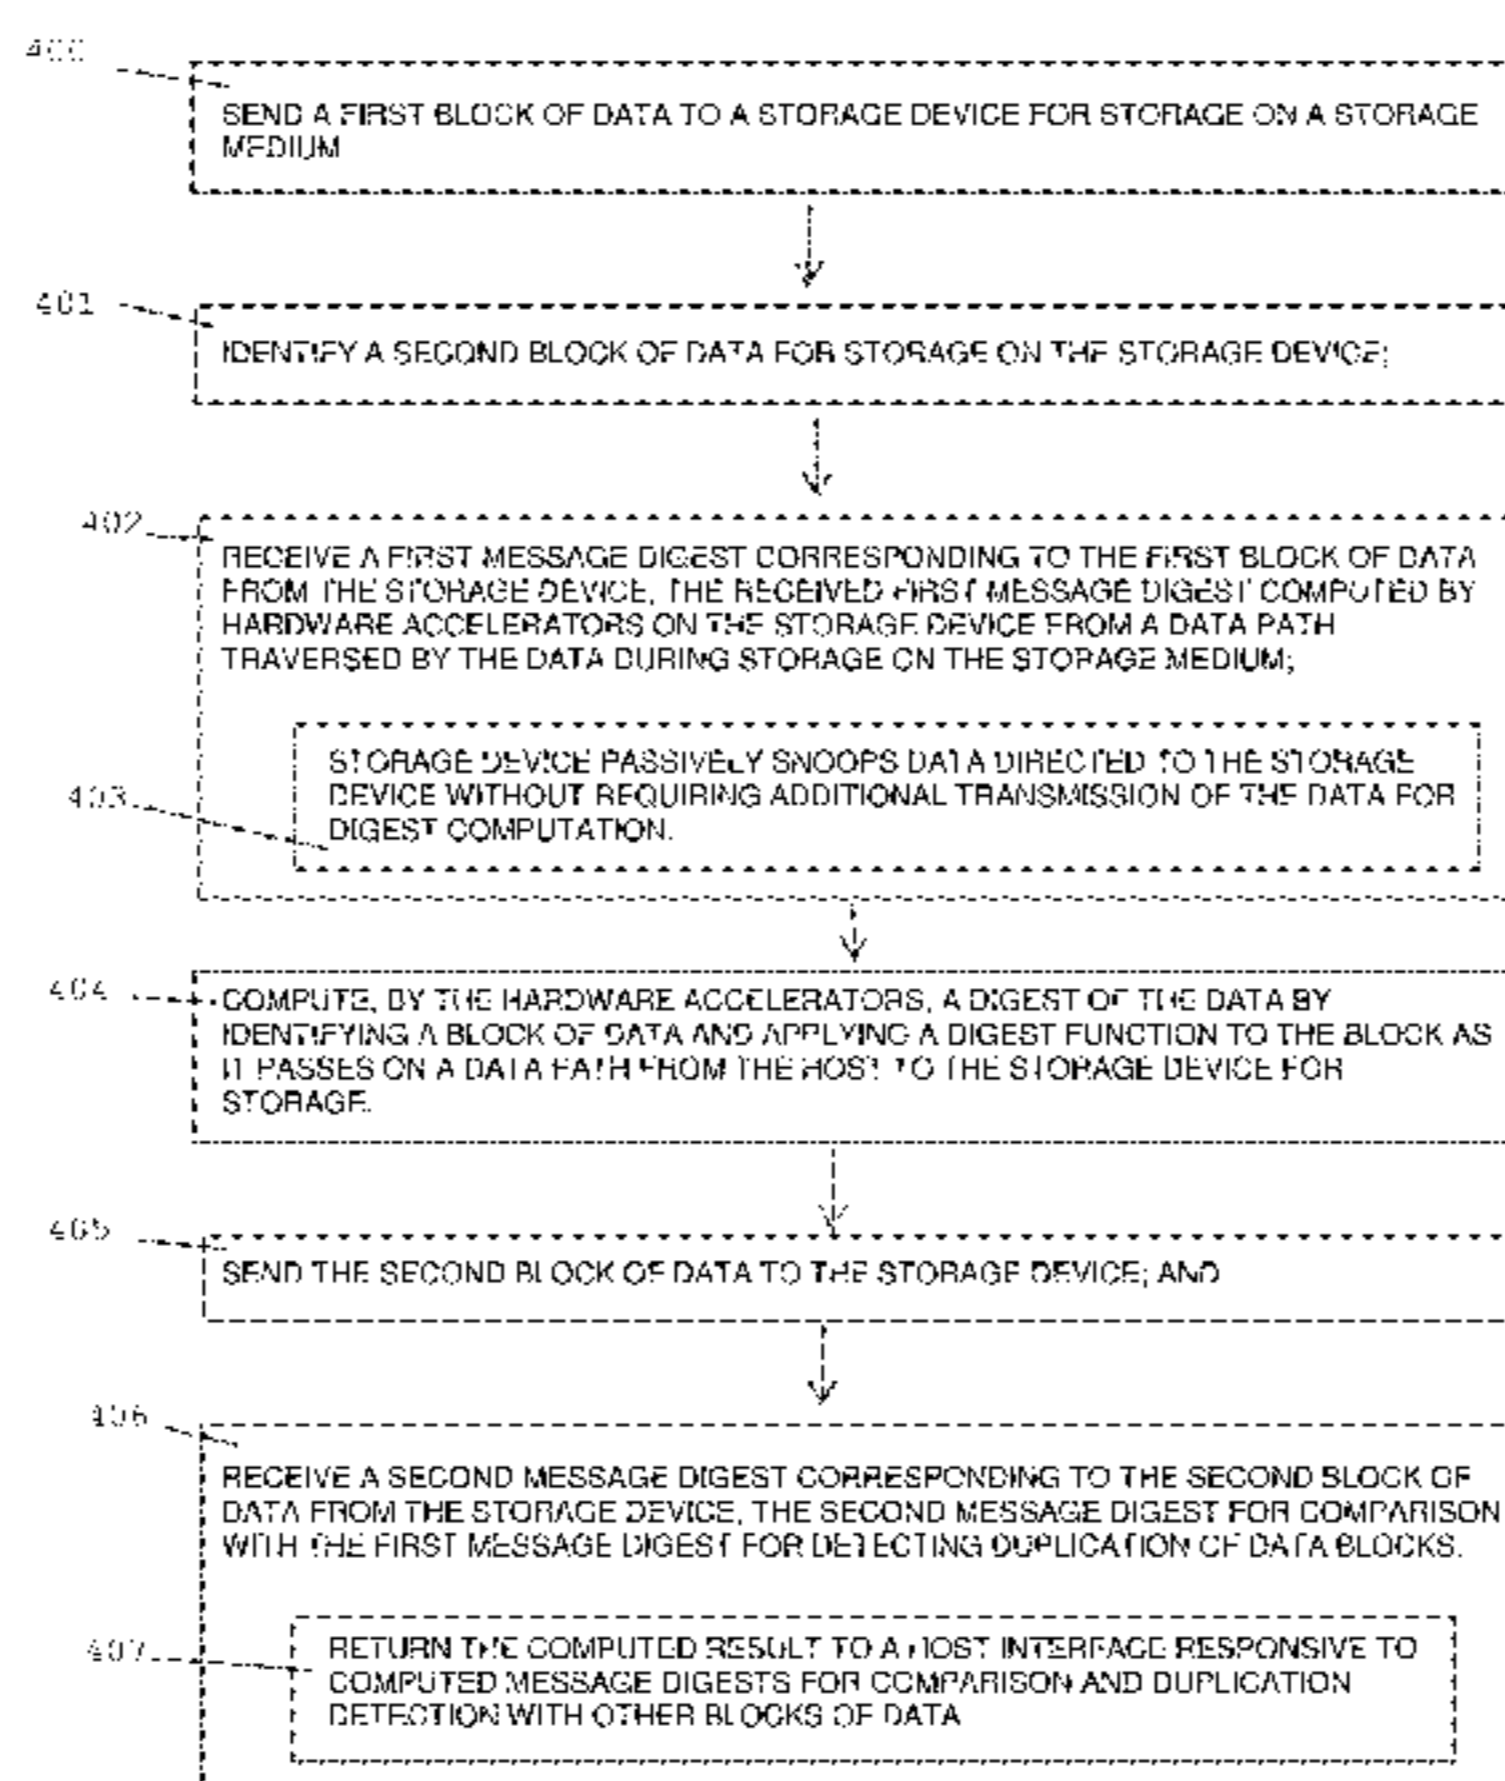 400
SEND A FIRST BLOCK OF DATA TO A STORAGE DEVICE FOR STORAGE ON A STORAGE
MEDIUM
401
IDENTIFY A SECOND BLOCK OF DATA FOR STORAGE ON THE STORAGE DEVICE;
402
RECEIVE A FIRST MESSAGE DIGEST CORRESPONDING TO THE FIRST BLOCK OF DATA
FROM THE STORAGE DEVICE, THE RECEIVED FIRST MESSAGE DIGEST COMPUTED BY
HARDWARE ACCELERATORS ON THE STORAGE DEVICE FROM A DATA PATH
TRAVERSED BY THE DATA DURING STORAGE ON THE STORAGE MEDIUM;
403
STORAGE DEVICE PASSIVELY SNOOPS DATA DIRECTED TO THE STORAGE
DEVICE WITHOUT REQUIRING ADDITIONAL TRANSMISSION OF THE DATA FOR
DIGEST COMPUTATION.
404
COMPUTE, BY THE HARDWARE ACCELERATORS, A DIGEST OF THE DATA BY
IDENTIFYING A BLOCK OF DATA AND APPLYING A DIGEST FUNCTION TO THE BLOCK AS
IT PASSES ON A DATA PATH FROM THE HOST TO THE STORAGE DEVICE FOR
STORAGE.
405
SEND THE SECOND BLOCK OF DATA TO THE STORAGE DEVICE; AND
406
RECEIVE A SECOND MESSAGE DIGEST CORRESPONDING TO THE SECOND BLOCK OF
DATA FROM THE STORAGE DEVICE, THE SECOND MESSAGE DIGEST FOR COMPARISON
WITH THE FIRST MESSAGE DIGEST FOR DETECTING DUPLICATION OF DATA BLOCKS.
407
RETURN THE COMPUTED RESULT TO A HOST INTERFACE RESPONSIVE TO
COMPUTED MESSAGE DIGESTS FOR COMPARISON AND DUPLICATION
DETECTION WITH OTHER BLOCKS OF DATA